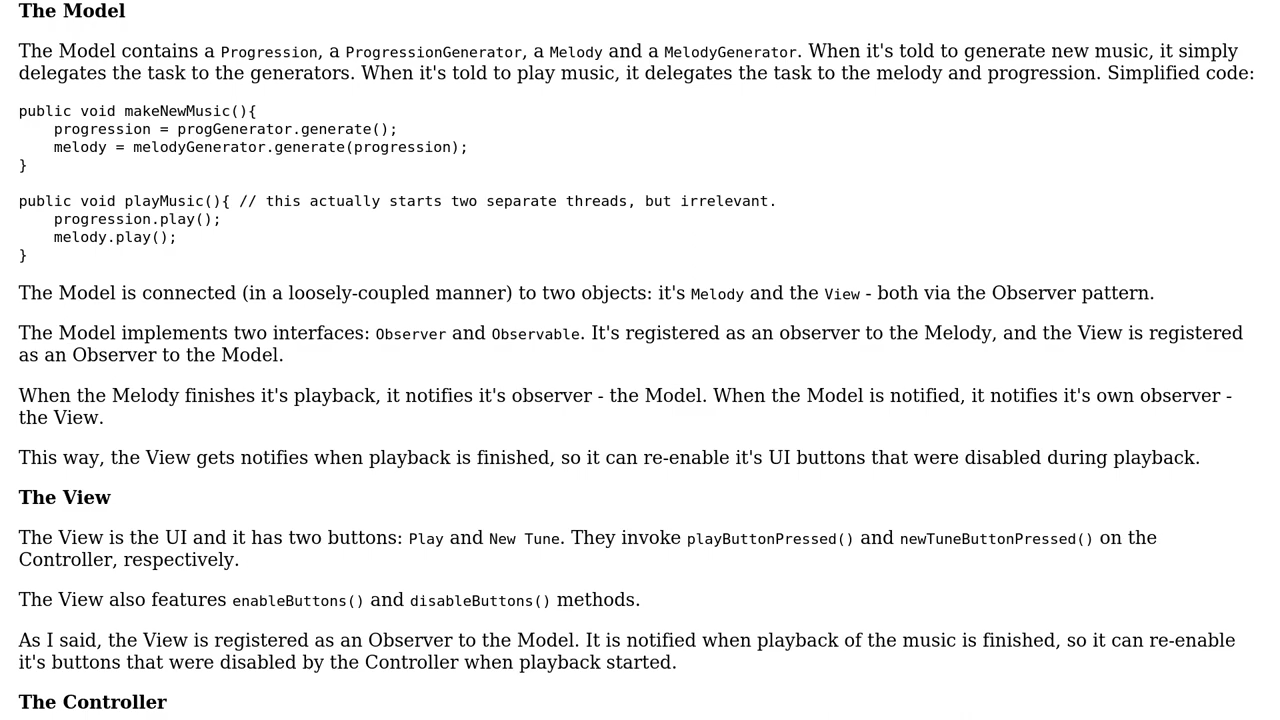 The Model
The Model contains a Progression, a ProgressionGenerator, a Melody and a MelodyGenerator. When it's told to generate new music, it simply
delegates the task to the generators. When it's told to play music, it delegates the task to the melody and progression. Simplified code:
public void makeNewMusic(){
    progression = progGenerator.generate();
    melody = melodyGenerator.generate(progression);
}
public void playMusic(){ // this actually starts two separate threads, but irrelevant.
    progression.play();
    melody.play();
}
The Model is connected (in a loosely-coupled manner) to two objects: it's Melody and the View - both via the Observer pattern.
The Model implements two interfaces: Observer and Observable. It's registered as an observer to the Melody, and the View is registered
as an Observer to the Model.
When the Melody finishes it's playback, it notifies it's observer - the Model. When the Model is notified, it notifies it's own observer -
the View.
This way, the View gets notifies when playback is finished, so it can re-enable it's UI buttons that were disabled during playback.
The View
The View is the UI and it has two buttons: Play and New Tune. They invoke playButtonPressed() and newTuneButtonPressed() on the
Controller, respectively.
The View also features enableButtons() and disableButtons() methods.
As I said, the View is registered as an Observer to the Model. It is notified when playback of the music is finished, so it can re-enable
it's buttons that were disabled by the Controller when playback started.
The Controller